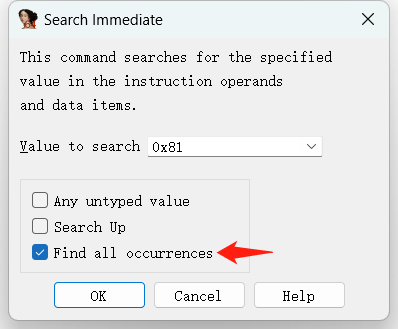 Search Immediate
This command searches for the specified
value in the instruction operands
and data items.
Value to search 0x81
Any untyped value
Search Up
Find all occurrences
OK Cancel Help